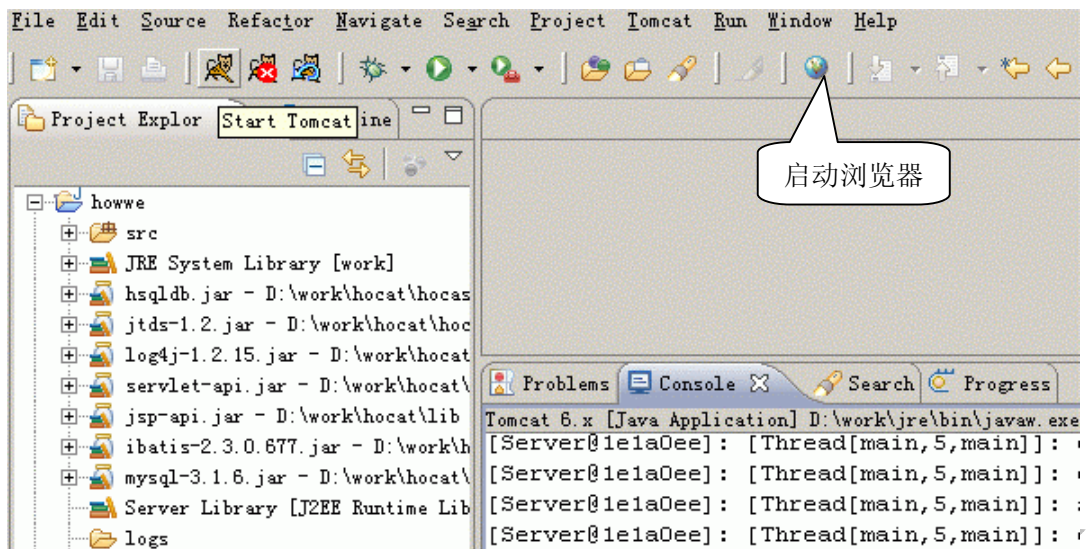 File Edit Source Refactor Navigate Search Project Tomcat Run Window Help
Project Explor
Start Tomcat
ine
启动浏览器
howwe
src
JRE System Library [work]
hsqldb.jar - D:\work\hocat\hocas
jtds-1.2.jar - D:\work\hocat\hoc
log4j-1.2.15.jar - D:\work\hocat
servlet-api.jar - D:\work\hocat\
jsp-api.jar - D:\work\hocat\lib
ibatis-2.3.0.677.jar - D:\work\h
mysql-3.1.6.jar - D:\work\hocat\
Server Library [J2EE Runtime Lib
logs
Problems Console Search Progress
Tomcat 6.x [Java Application] D:\work\jre\bin\javaw.exe
[Server@1e1a0ee]: [Thread[main,5,main]]:
[Server@1e1a0ee]: [Thread[main,5,main]]:
[Server@1e1a0ee]: [Thread[main,5,main]]:
[Server@1e1a0ee]: [Thread[main,5,main]]: